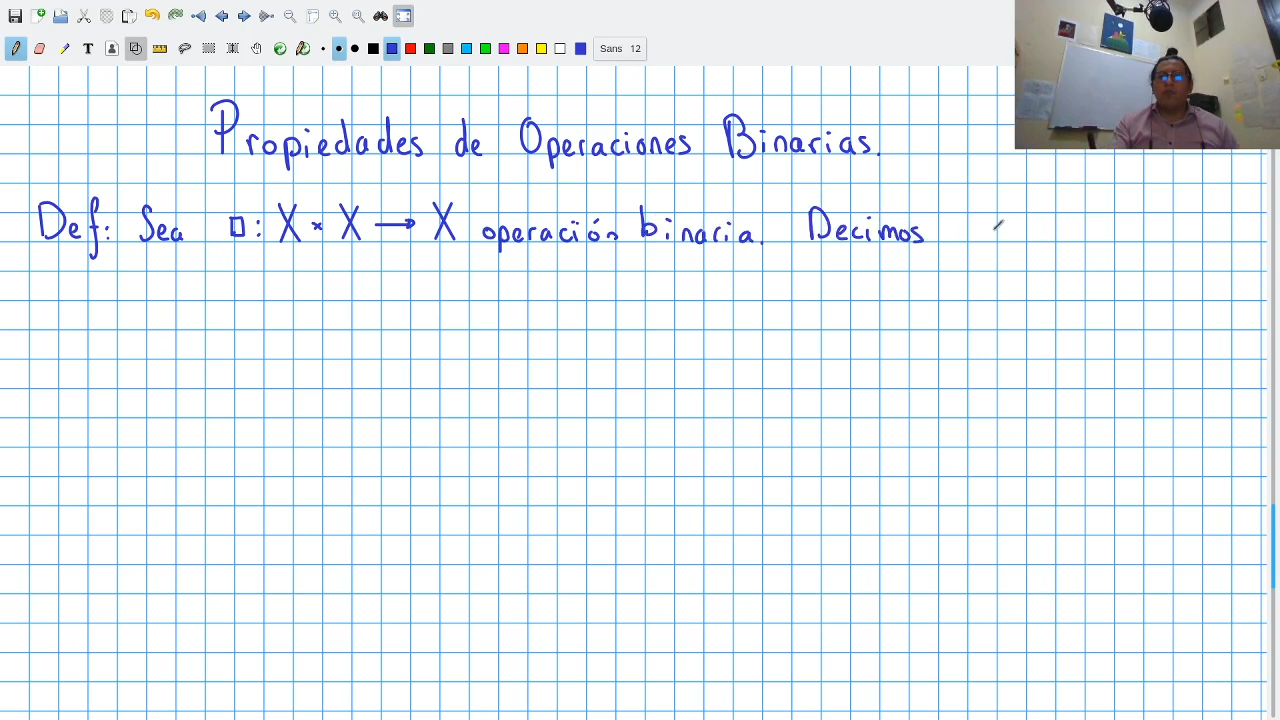 Sans 12
Propiedades de Operaciones Binarias.
Def: Sea □: X × X → X operación binaria. Decimos